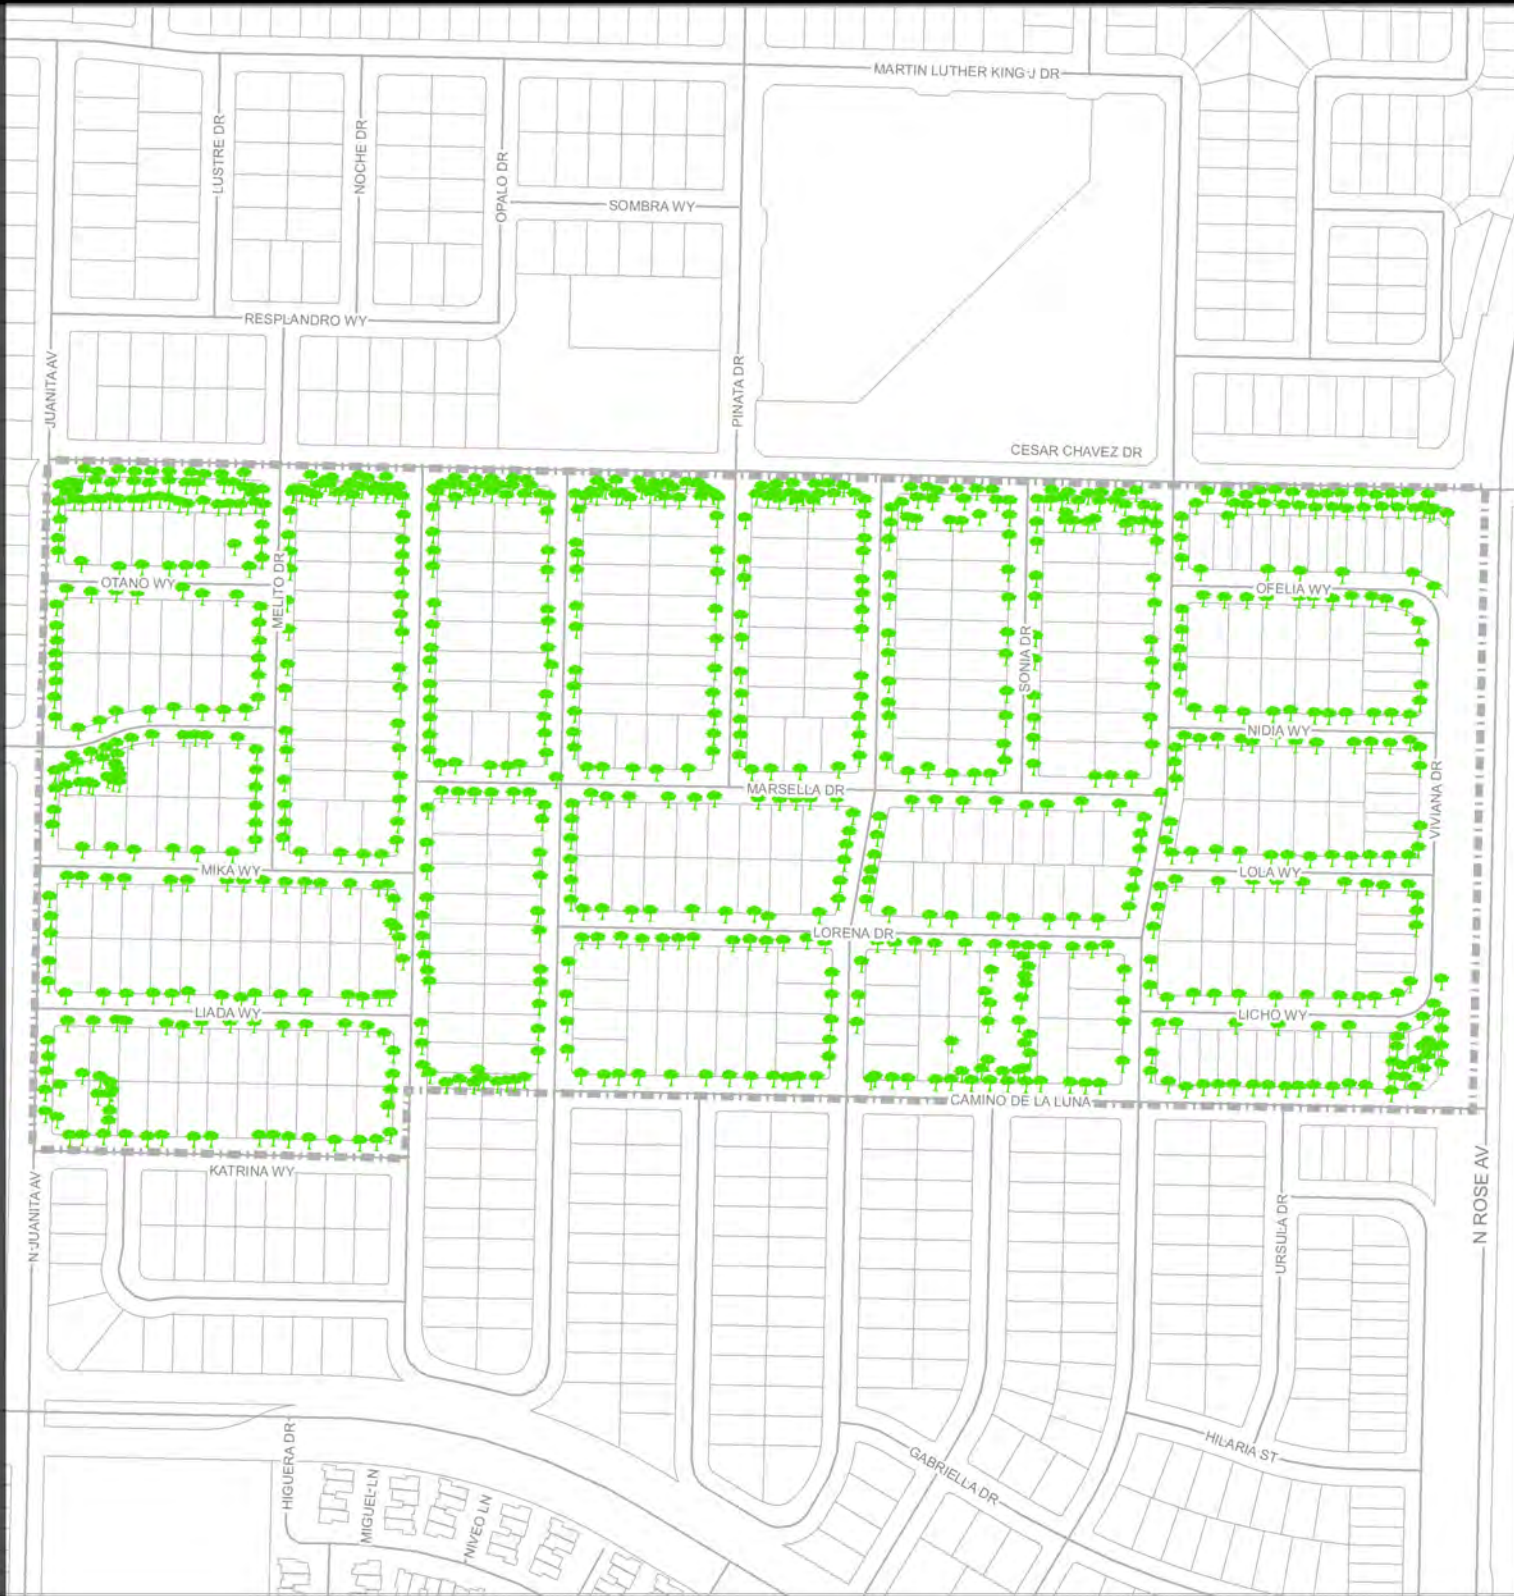 MARTIN LUTHER KING J DR
LUSTRE DR
NOCHE DR
OPALO DR
SOMBRA WY
RESPLANDRO WY
JUANITA AV
PINATA DR
CESAR CHAVEZ DR
OTANO WY
MELITO DR
OFELIA WY
SONIA DR
NIDIA WY
MARSELLA DR
VIVIANA DR
MIKA WY
LOLA WY
LORENA DR
LIADA WY
LICHO WY
CAMINO DE LA LUNA
KATRINA WY
N JUANITA AV
N ROSE AV
URSULA DR
HIGUERA DR
MIGUEL LN
NIVEO LN
GABRIELLA DR
HILARIA ST